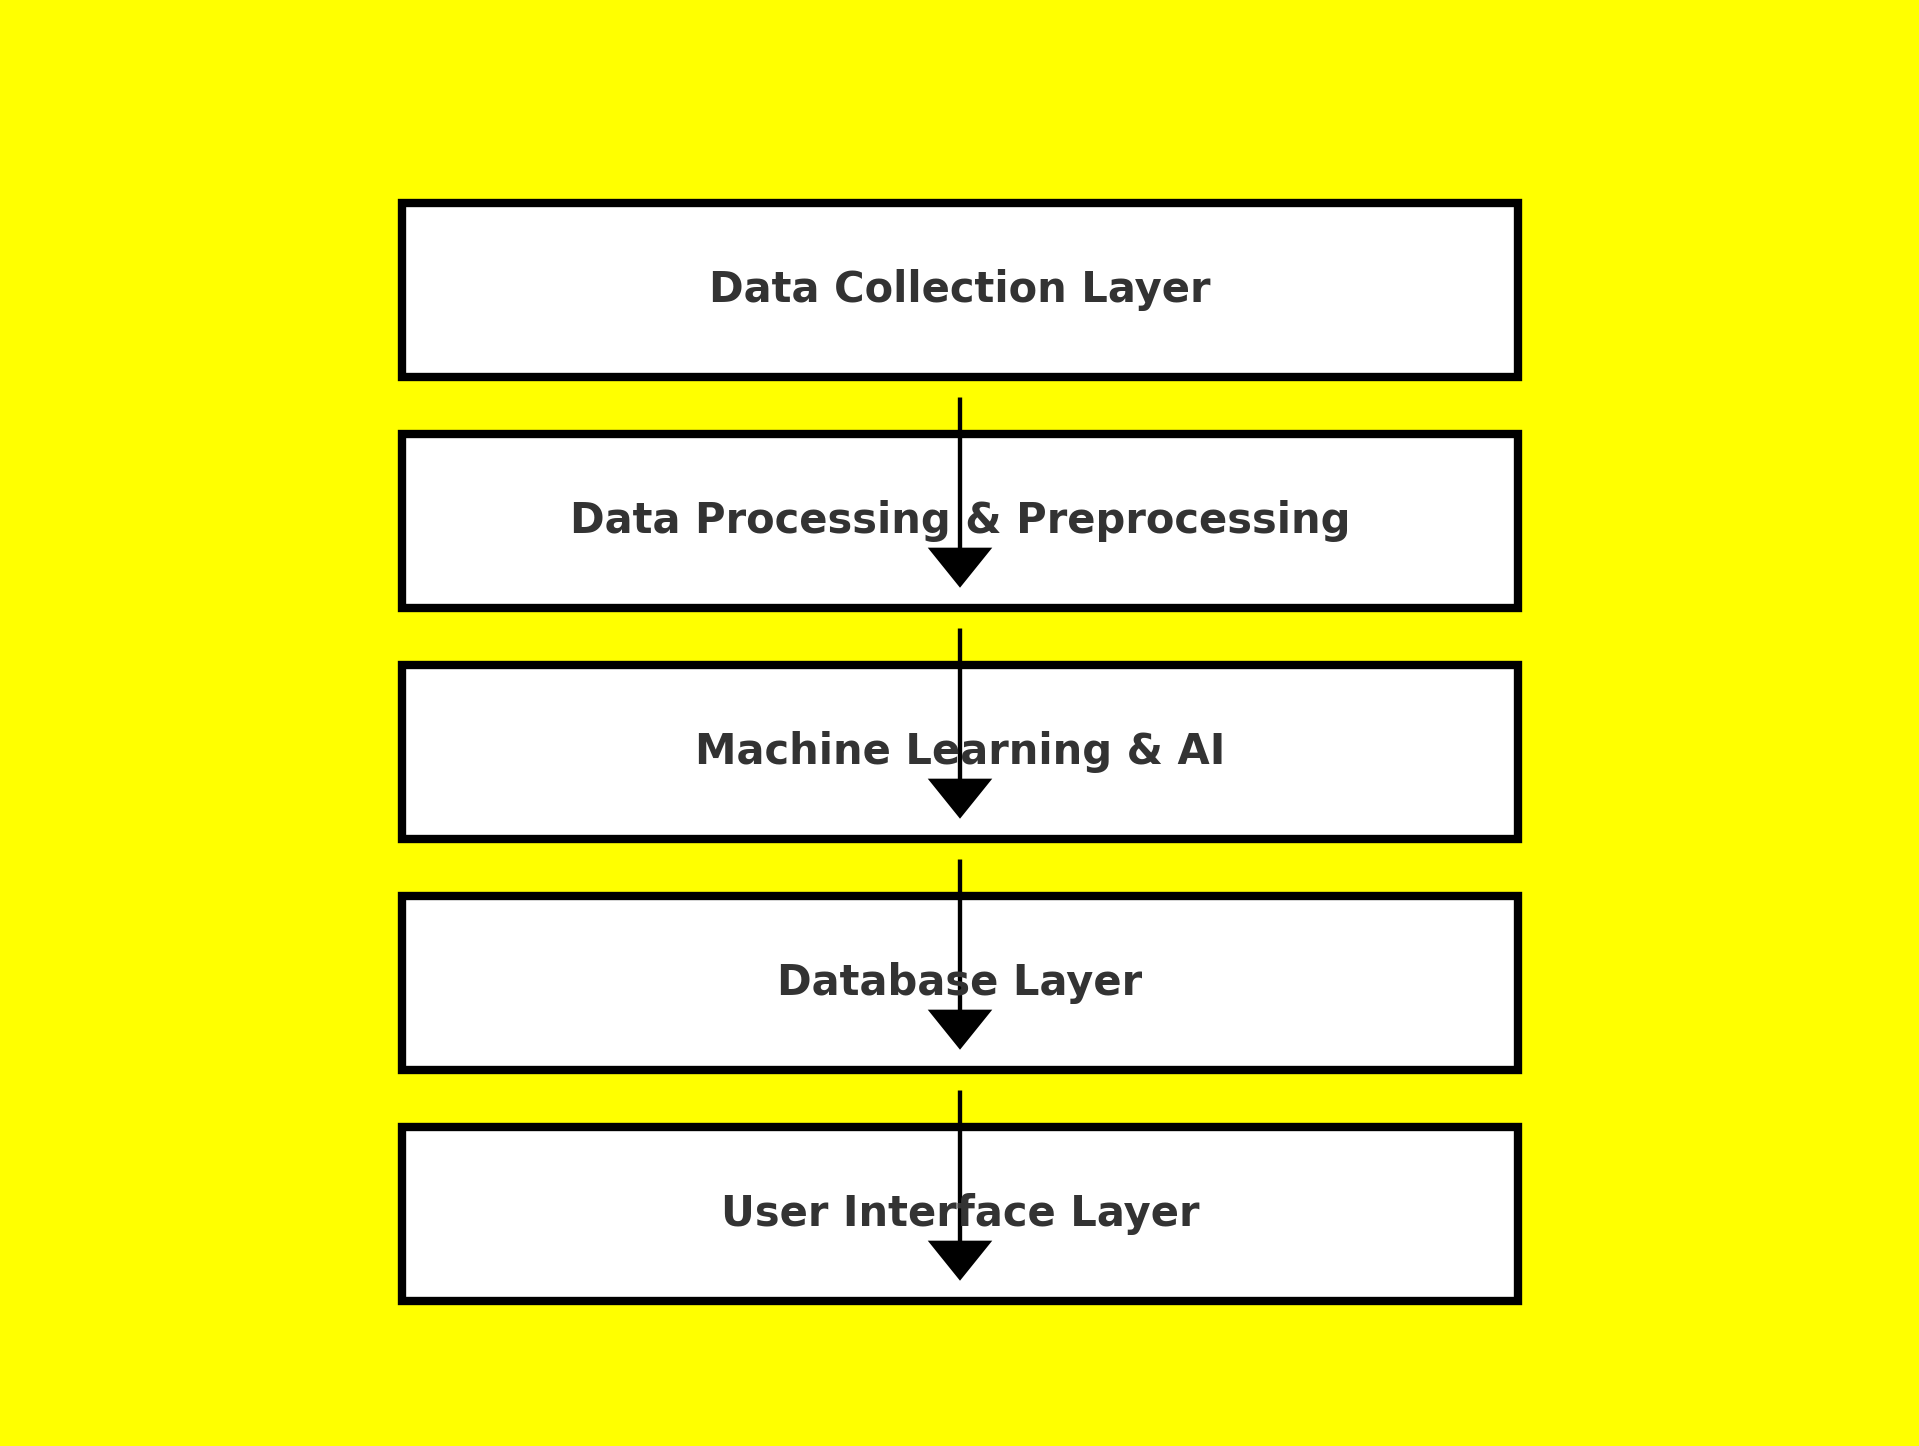 Data Collection Layer
Data Processing & Preprocessing
Machine Learning & AI
Database Layer
User Interface Layer